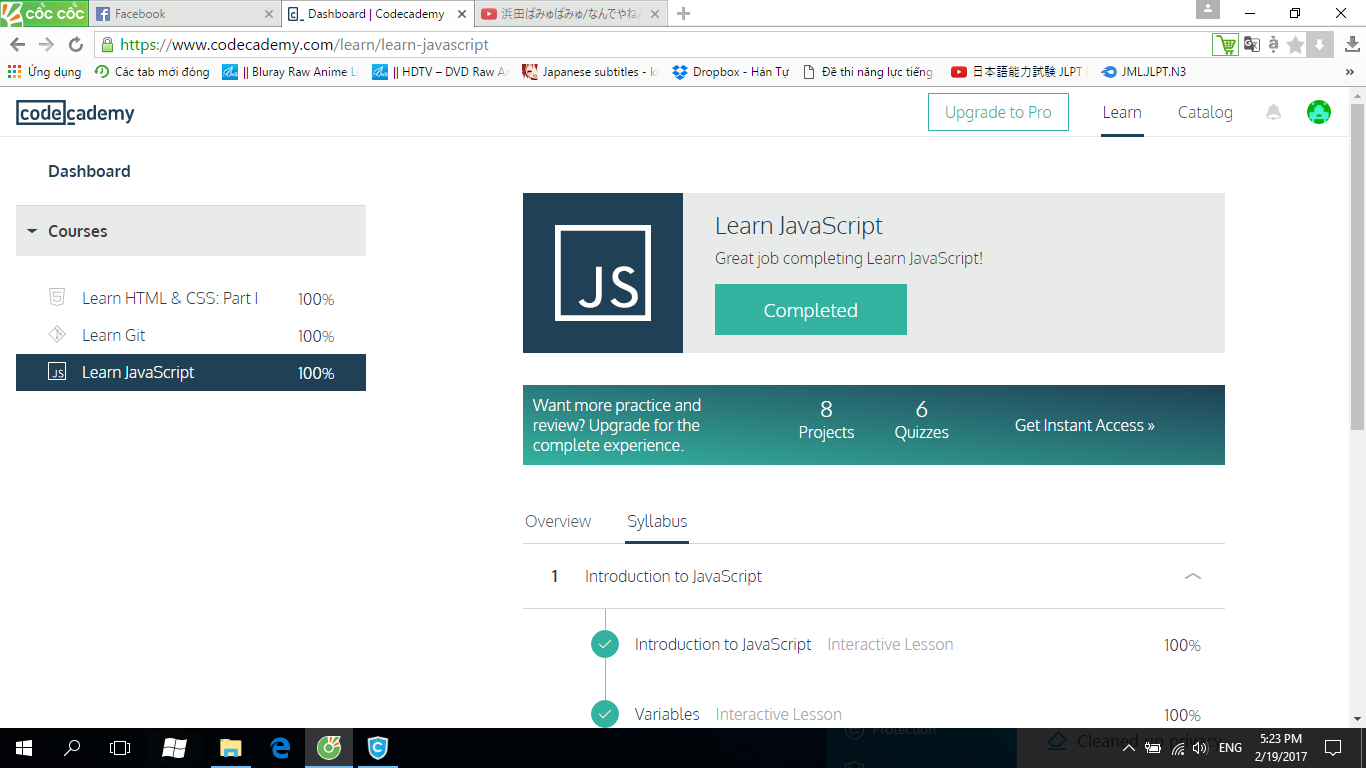 CỐC CỐC
Facebook
Dashboard | Codecademy
浜田ばみゅばみゅ/なんでやね
https://www.codecademy.com/learn/learn-javascript
Ứng dụng
Các tab mới đóng
|| Bluray Raw Anime Li
|| HDTV – DVD Raw An
Japanese subtitles - ki
Dropbox - Hán Tự
Đề thi năng lực tiếng
日本語能力試験 JLPT
JMLJLPT.N3
»
codecademy
Upgrade to Pro
Learn
Catalog
Dashboard
Courses
Learn HTML & CSS: Part I 100%
Learn Git 100%
JS Learn JavaScript 100%
JS
Learn JavaScript
Great job completing Learn JavaScript!
Completed
Want more practice and
review? Upgrade for the
complete experience.
8
Projects
6
Quizzes
Get Instant Access »
Overview
Syllabus
1 Introduction to JavaScript
Introduction to JavaScript Interactive Lesson 100%
Variables Interactive Lesson 100%
Protection
Cleaned up privacy
ENG
5:23 PM
2/19/2017